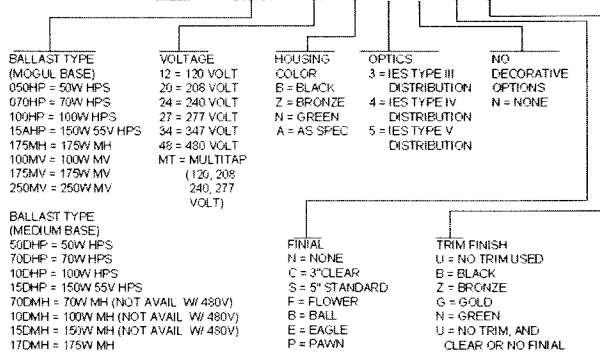 BALLAST TYPE
(MOGUL BASE)
050HP = 50W HPS
070HP = 70W HPS
100HP = 100W HPS
15AHP = 150W 55V HPS
175MH = 175W MH
100MV = 100W MV
175MV = 175W MV
250MV = 250W MV
BALLAST TYPE
(MEDIUM BASE)
50DHP = 50W HPS
70DHP = 70W HPS
10DHP = 100W HPS
15DHP = 150W 55V HPS
70DMH = 70W MH (NOT AVAIL W/ 480V)
10DMH = 100W MH (NOT AVAIL W/ 480V)
15DMH = 150W MH (NOT AVAIL W/ 480V)
17DMH = 175W MH
VOLTAGE
12 = 120 VOLT
20 = 208 VOLT
24 = 240 VOLT
27 = 277 VOLT
34 = 347 VOLT
48 = 480 VOLT
MT = MULTITAP
(120, 208
240, 277
VOLT)
HOUSING
COLOR
B = BLACK
Z = BRONZE
N = GREEN
A = AS SPEC
OPTICS
3 = IES TYPE III
DISTRIBUTION
4 = IES TYPE IV
DISTRIBUTION
5 = IES TYPE V
DISTRIBUTION
NO
DECORATIVE
OPTIONS
N = NONE
FINIAL
N = NONE
C = 3"CLEAR
S = 5" STANDARD
F = FLOWER
B = BALL
E = EAGLE
P = PAWN
TRIM FINISH
U = NO TRIM USED
B = BLACK
Z = BRONZE
G = GOLD
N = GREEN
U = NO TRIM, AND
CLEAR OR NO FINIAL